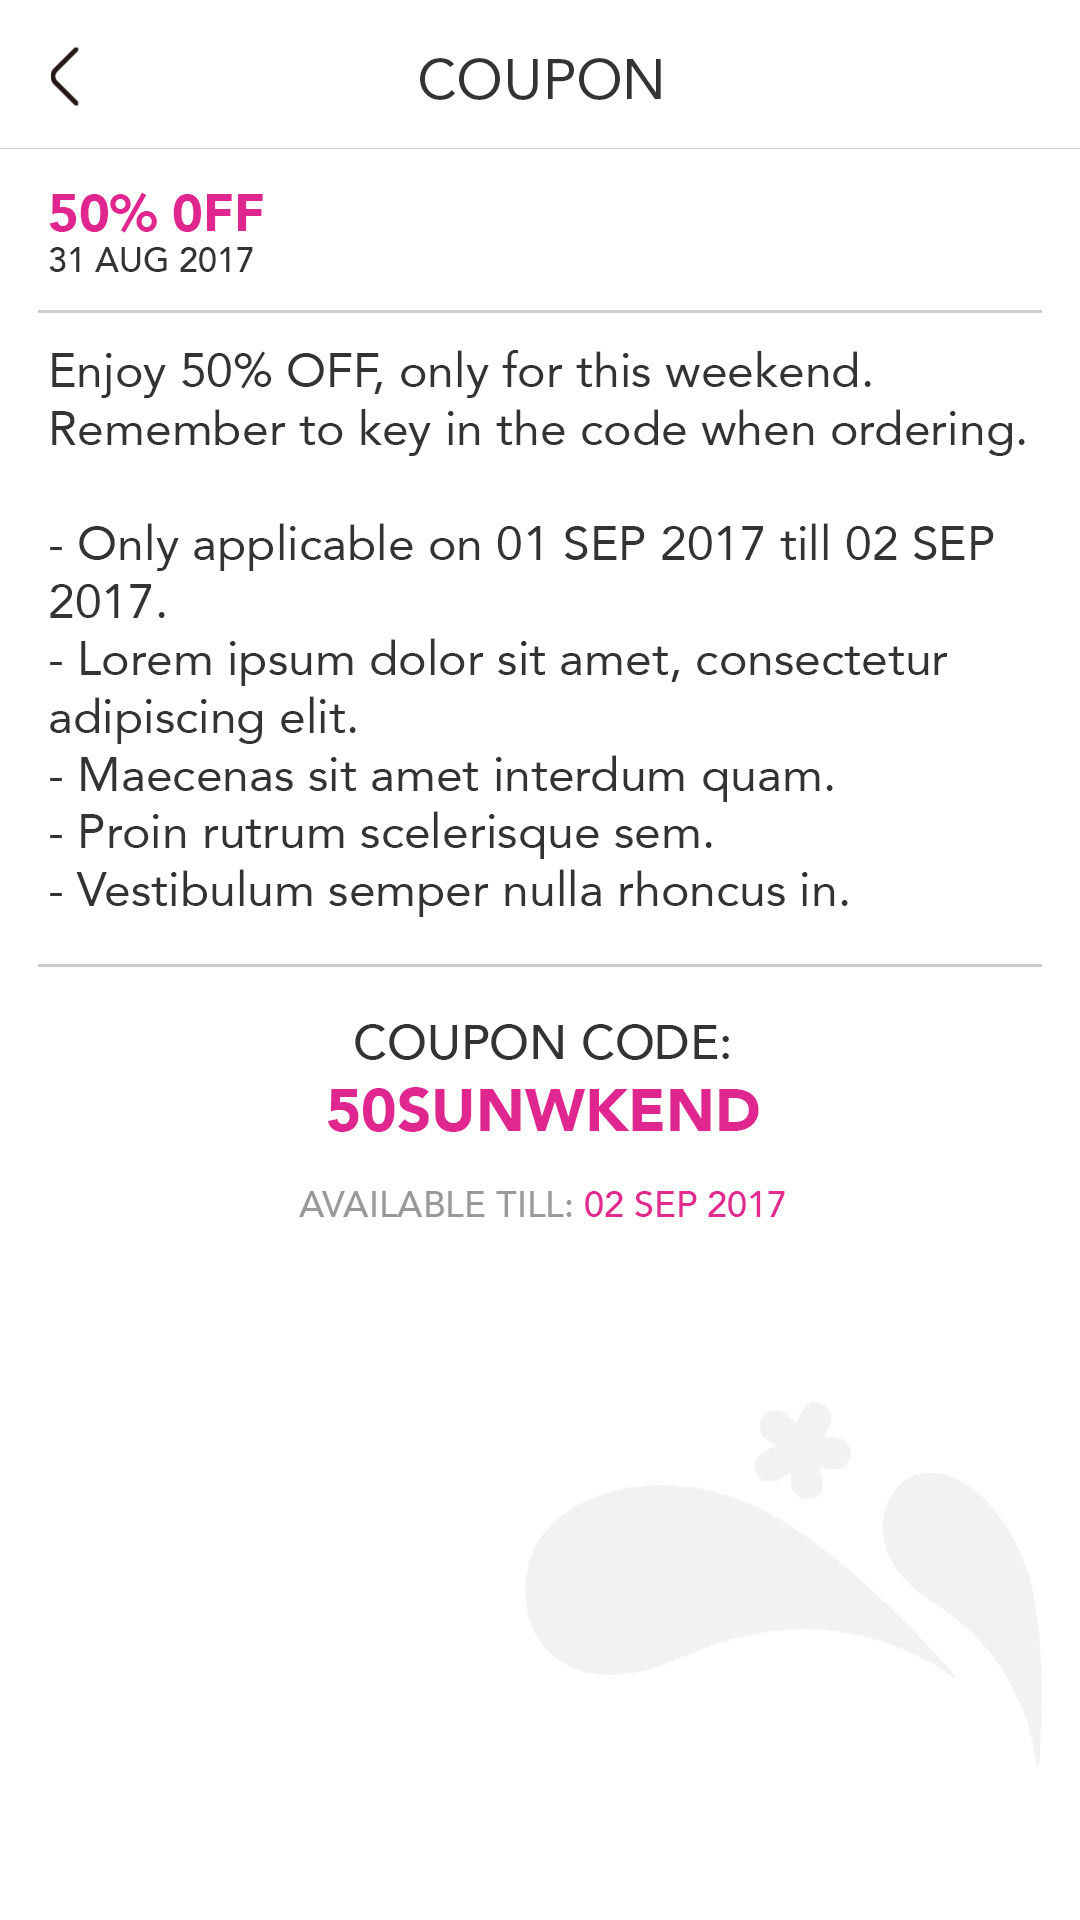 COUPON
50% 0FF
31 AUG 2017
Enjoy 50% OFF, only for this weekend.
Remember to key in the code when ordering.
- Only applicable on 01 SEP 2017 till 02 SEP
2017.
- Lorem ipsum dolor sit amet, consectetur
adipiscing elit.
- Maecenas sit amet interdum quam.
- Proin rutrum scelerisque sem.
- Vestibulum semper nulla rhoncus in.
COUPON CODE:
50SUNWKEND
AVAILABLE TILL: 02 SEP 2017